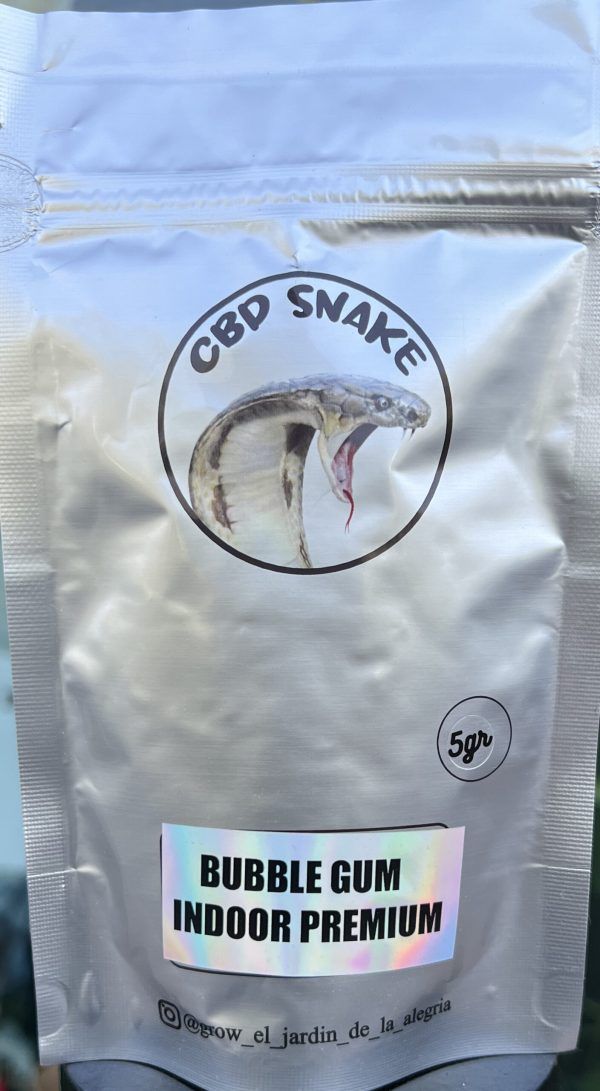 CBD SNAKE
5gr
BUBBLE GUM
INDOOR PREMIUM
@grow_el_jardin_de_la_alegria